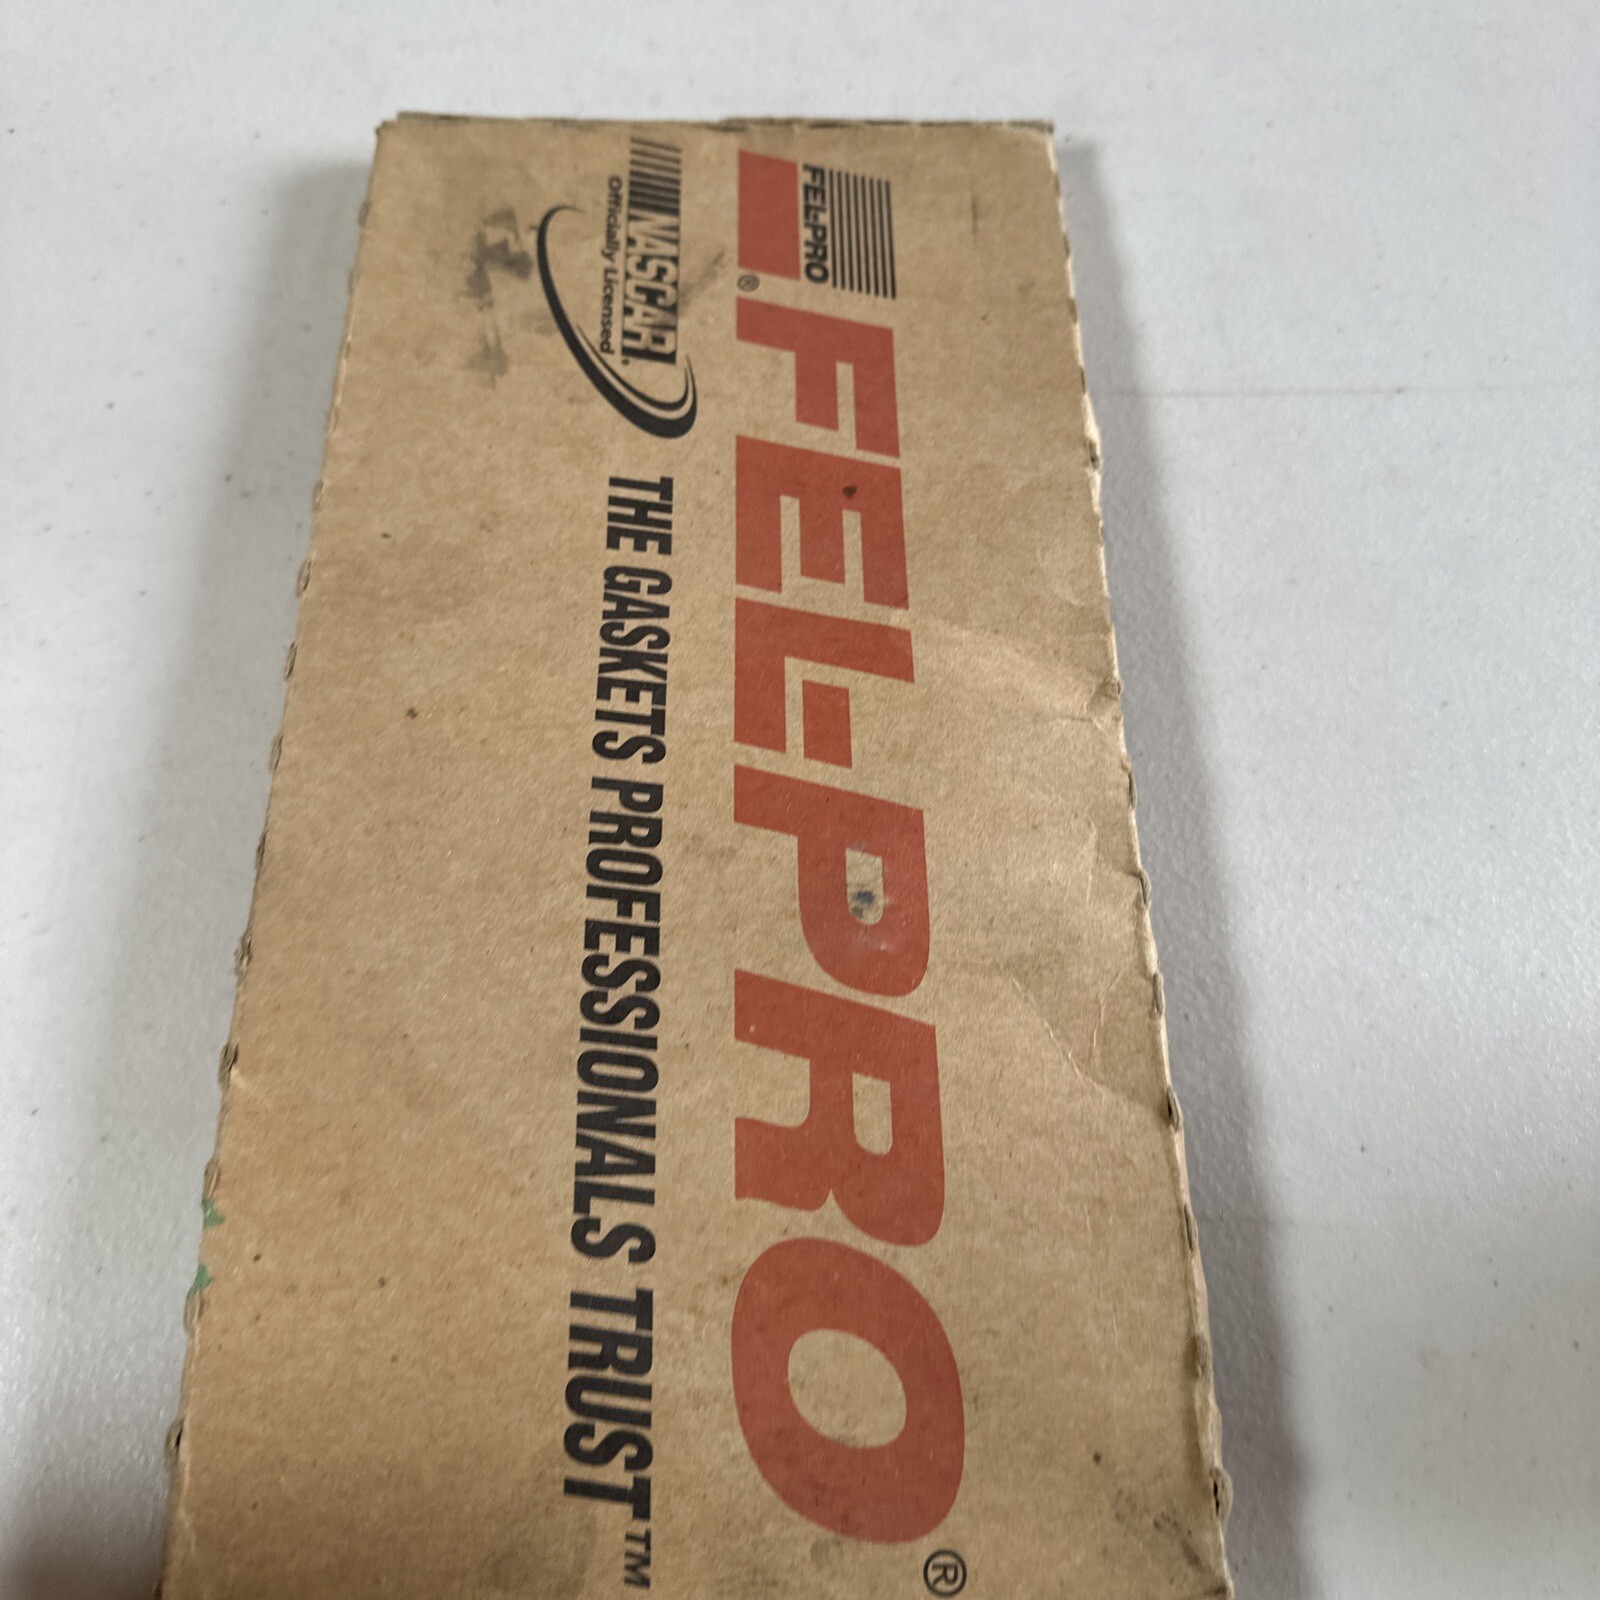 FEL-PRO
®
FEL-PRO®
NASCAR®
Officially Licensed
THE GASKETS PROFESSIONALS TRUST™